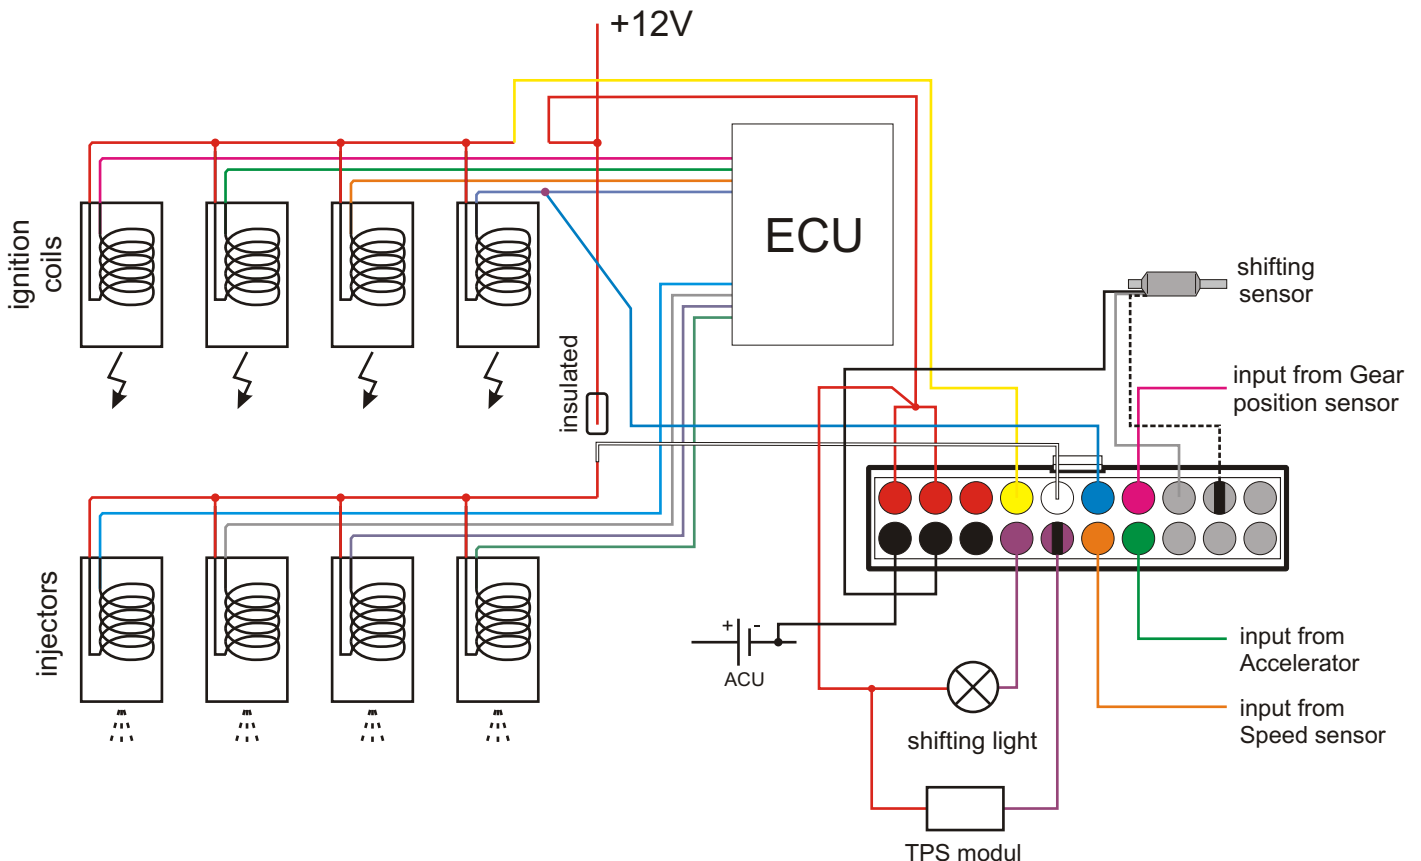 +12V
ignition
coils
ECU
shifting
sensor
insulated
input from Gear
position sensor
injectors
+
-
ACU
input from
Accelerator
shifting light
input from
Speed sensor
TPS modul